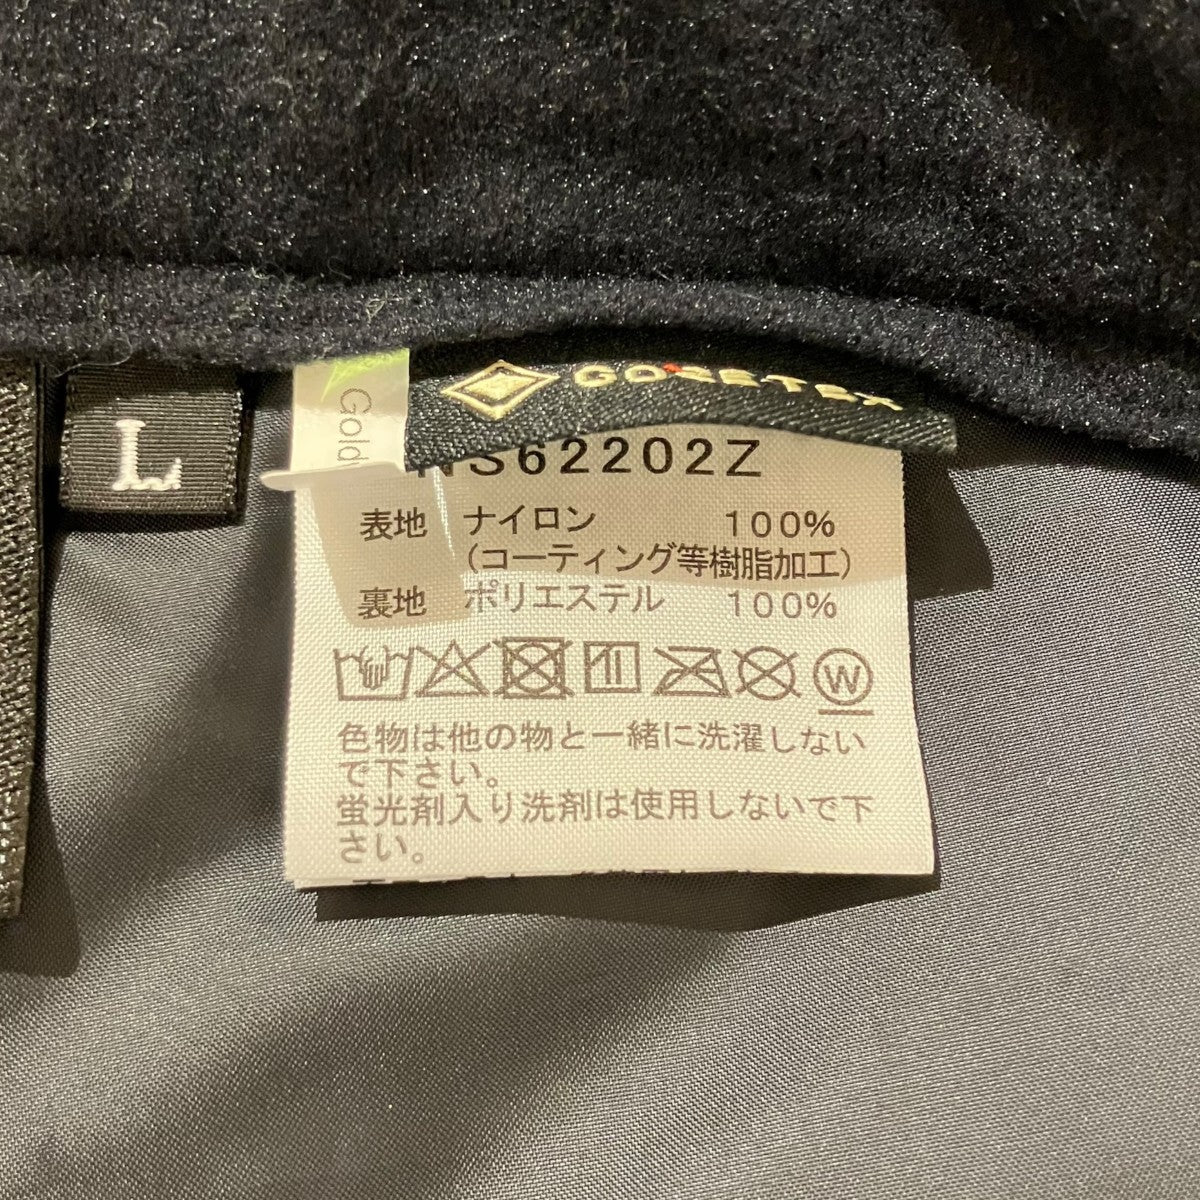 L
GORE-TEX
NS62202Z
表地 ナイロン 100%
(コーティング等樹脂加工)
裏地 ポリエステル 100%
W
色物は他の物と一緒に洗濯しない
で下さい。
蛍光剤入り洗剤は使用しないで下
さい。